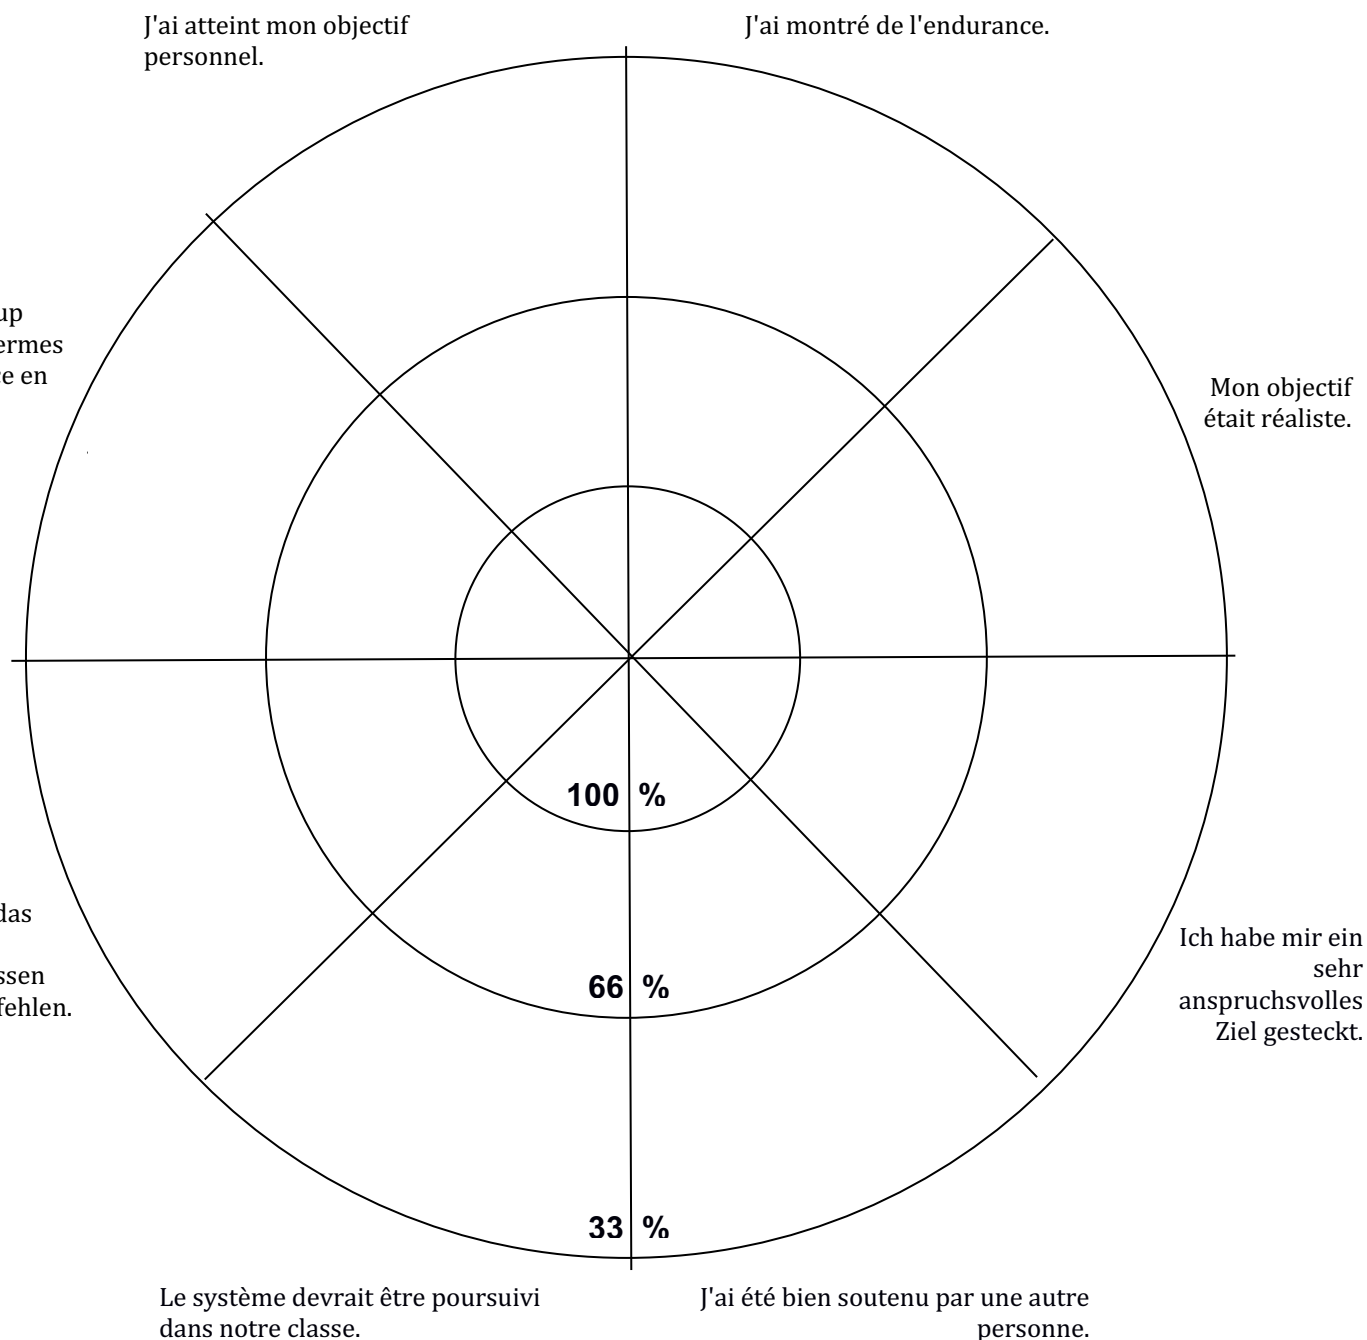 J'ai atteint mon objectif
personnel.
J'ai montré de l'endurance.
Mon objectif
était réaliste.
Ich habe mir ein
sehr
anspruchsvolles
Ziel gesteckt.
J'ai été bien soutenu par une autre
personne.
Le système devrait être poursuivi
dans notre classe.
das
ssen
fehlen.
up
ermes
ce en
100 %
66 %
33 %